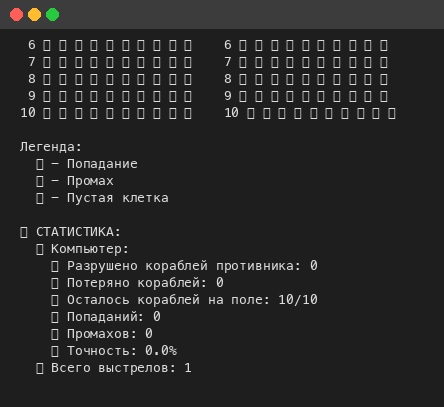 6 ▯ ▯ ▯ ▯ ▯ ▯ ▯ ▯ ▯ ▯    6 ▯ ▯ ▯ ▯ ▯ ▯ ▯ ▯ ▯ ▯
7 ▯ ▯ ▯ ▯ ▯ ▯ ▯ ▯ ▯ ▯    7 ▯ ▯ ▯ ▯ ▯ ▯ ▯ ▯ ▯ ▯
8 ▯ ▯ ▯ ▯ ▯ ▯ ▯ ▯ ▯ ▯    8 ▯ ▯ ▯ ▯ ▯ ▯ ▯ ▯ ▯ ▯
9 ▯ ▯ ▯ ▯ ▯ ▯ ▯ ▯ ▯ ▯    9 ▯ ▯ ▯ ▯ ▯ ▯ ▯ ▯ ▯ ▯
10 ▯ ▯ ▯ ▯ ▯ ▯ ▯ ▯ ▯ ▯    10 ▯ ▯ ▯ ▯ ▯ ▯ ▯ ▯ ▯ ▯
Легенда:
▯ – Попадание
▯ – Промах
▯ – Пустая клетка
▯ СТАТИСТИКА:
▯ Компьютер:
▯ Разрушено кораблей противника: 0
▯ Потеряно кораблей: 0
▯ Осталось кораблей на поле: 10/10
▯ Попаданий: 0
▯ Промахов: 0
▯ Точность: 0.0%
▯ Всего выстрелов: 1